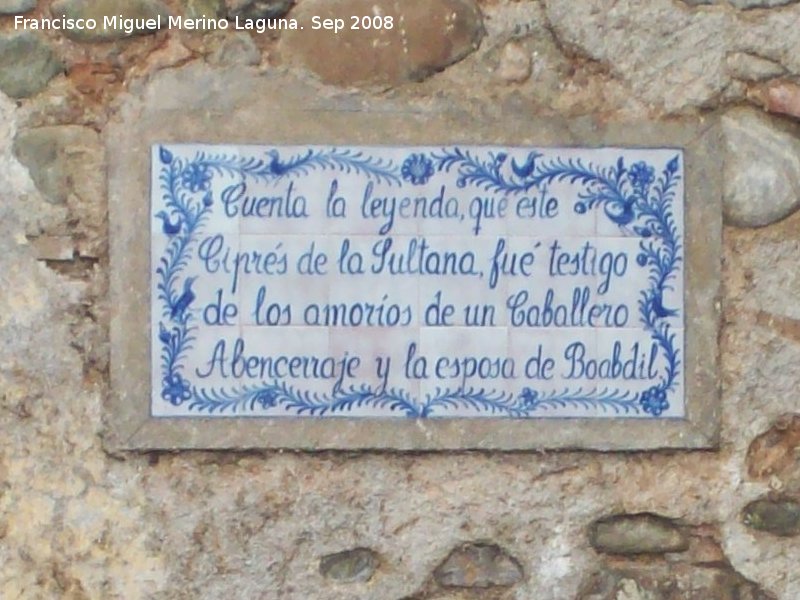 Francisco Miguel Merino Laguna. Sep 2008
Cuenta la leyenda, que este
Ciprés de la Sultana, fué testigo
de los amoríos de un Caballero
Abencerraje y la esposa de Boabdil.